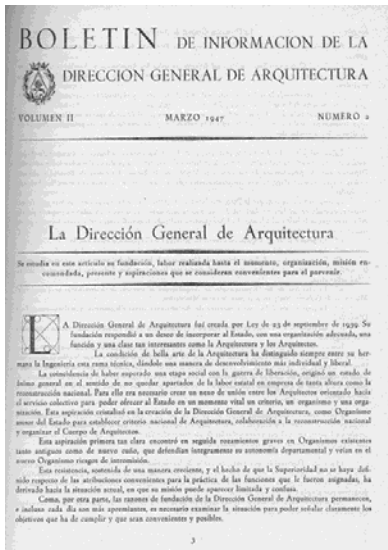 BOLETIN DE INFORMACION DE LA
DIRECCION GENERAL DE ARQUITECTURA
VOLUMEN II MARZO 1947 NUMERO 2
La Dirección General de Arquitectura
Se estudia en este artículo su fundación, labor realizada hasta el momento, organización, misión en-
comendada, presente y aspiraciones que se consideran convenientes para el porvenir.
LA Dirección General de Arquitectura fué creada por Ley de 23 de septiembre de 1939. Su
fundación respondió a un deseo de incorporar al Estado, con una organización adecuada, una
función y una clase tan interesantes como la Arquitectura y los Arquitectos.
La condición de bella arte de la Arquitectura ha distinguido siempre entre su her-
mana la Ingeniería esta rama técnica, dándole una manera de desenvolvimiento más individual y liberal.
La coincidencia de haber superado una etapa social con la guerra de liberación, originó un estado de
ánimo general en el sentido de no quedar apartados de la labor estatal en empresa de tanta altura como la
reconstrucción nacional. Para ello era necesario crear un nexo de unión entre los Arquitectos orientado hacia
el servicio colectivo para poder ofrecer al Estado en un momento vital un criterio, un organismo y una orga-
nización. Esta aspiración cristalizó en la creación de la Dirección General de Arquitectura, como Organismo
asesor del Estado para establecer criterio nacional de Arquitectura, colaboración a la reconstrucción nacional
y organizar el Cuerpo de Arquitectos.
Esta aspiración primera tan clara encontró en seguida rozamientos graves en Organismos existentes
tanto antiguos como de nuevo cuño, que defendían íntegramente su autonomía departamental y veían en el
nuevo Organismo riesgos de intromisión.
Esta resistencia, sostenida de una manera creciente, y el hecho de que la Superioridad no se haya defi-
nido respecto de las atribuciones convenientes para la práctica de las funciones que le fueron asignadas, ha
derivado hacia la situación actual, en que su misión puede aparecer limitada y confusa.
Como, por otra parte, las razones de fundación de la Dirección General de Arquitectura permanecen,
e incluso cada día son más apremiantes, es necesario examinar la situación para poder señalar claramente los
objetivos que ha de cumplir y que sean convenientes y posibles.
3